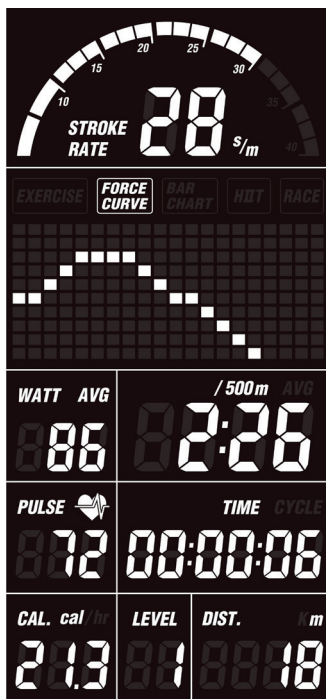 10 15 20 25 30 35 40
STROKE RATE 28 s/m
EXERCISE FORCE CURVE BAR CHART HIIT RACE
WATT AVG /500m AVG
86 2:26
PULSE TIME CYCLE
72 00:00:06
CAL. cal/hr LEVEL DIST. Km
21.3 1 18